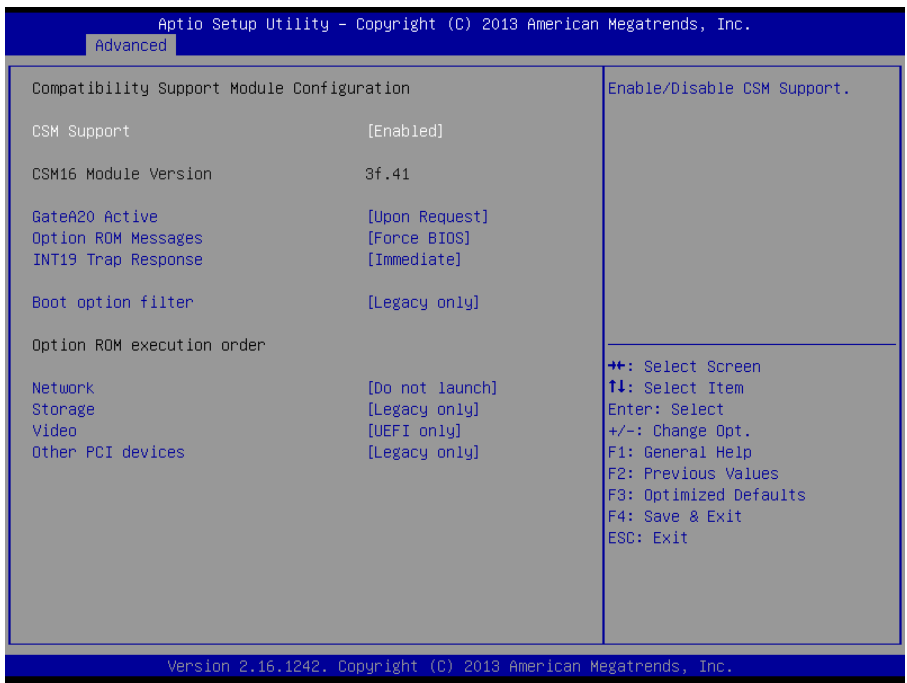 Aptio Setup Utility – Copyright (C) 2013 American Megatrends, Inc.
Advanced
Compatibility Support Module Configuration
CSM Support [Enabled]
CSM16 Module Version 3f.41
GateA20 Active [Upon Request]
Option ROM Messages [Force BIOS]
INT19 Trap Response [Immediate]
Boot option filter [Legacy only]
Option ROM execution order
Network [Do not launch]
Storage [Legacy only]
Video [UEFI only]
Other PCI devices [Legacy only]
Enable/Disable CSM Support.
→←: Select Screen
↑↓: Select Item
Enter: Select
+/-: Change Opt.
F1: General Help
F2: Previous Values
F3: Optimized Defaults
F4: Save & Exit
ESC: Exit
Version 2.16.1242. Copyright (C) 2013 American Megatrends, Inc.